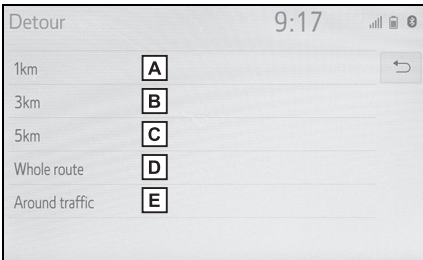 Detour 9:17
1km A
3km B
5km C
Whole route D
Around traffic E